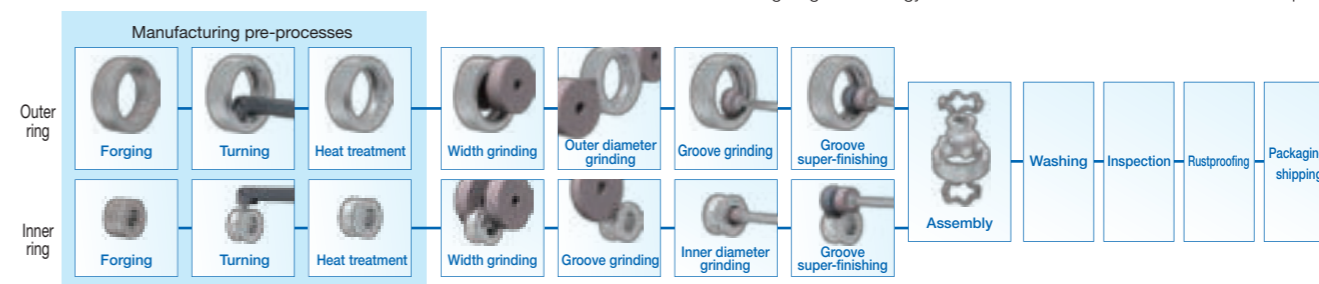 Manufacturing pre-processes
Outer
ring
Forging
Turning
Heat treatment
Width grinding
Outer diameter
grinding
Groove grinding
Groove
super-finishing
Inner
ring
Forging
Turning
Heat treatment
Width grinding
Groove grinding
Inner diameter
grinding
Groove
super-finishing
Assembly
Washing
Inspection
Rustproofing
shipping